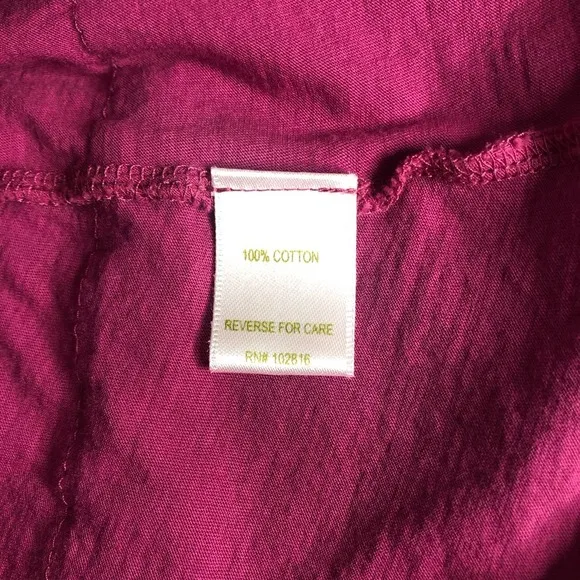 100% COTTON
REVERSE FOR CARE
RN# 102816